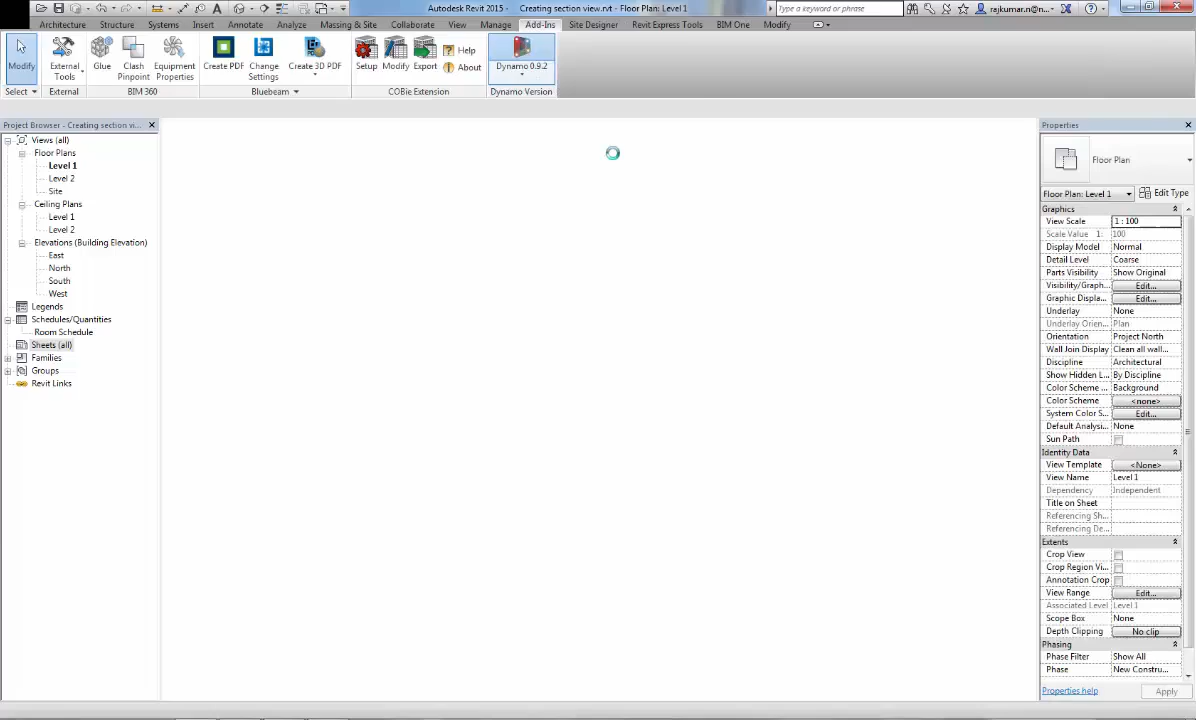 Autodesk Revit 2015 - Creating section view.rvt - Floor Plan: Level 1
Type a keyword or phrase
rajkumar.n@n...
Architecture Structure Systems Insert Annotate Analyze Massing & Site Collaborate View Manage Add-Ins Site Designer Revit Express Tools BIM One Modify
Modify
External Tools
Glue
Clash Pinpoint
Equipment Properties
Create PDF
Change Settings
Create 3D PDF
Setup
Modify
Export
Help
About
Dynamo 0.9.2
Select
External
BIM 360
Bluebeam
COBie Extension
Dynamo Version
Project Browser - Creating section vi...
Views (all)
Floor Plans
Level 1
Level 2
Site
Ceiling Plans
Level 1
Level 2
Elevations (Building Elevation)
East
North
South
West
Legends
Schedules/Quantities
Room Schedule
Sheets (all)
Families
Groups
Revit Links
Properties
Floor Plan
Floor Plan: Level 1 Edit Type
Graphics
View Scale 1 : 100
Scale Value 1: 100
Display Model Normal
Detail Level Coarse
Parts Visibility Show Original
Visibility/Graph... Edit...
Graphic Displa... Edit...
Underlay None
Underlay Orien... Plan
Orientation Project North
Wall Join Display Clean all wall...
Discipline Architectural
Show Hidden L... By Discipline
Color Scheme ... Background
Color Scheme <none>
System Color S... Edit...
Default Analysi... None
Sun Path
Identity Data
View Template <None>
View Name Level 1
Dependency Independent
Title on Sheet
Referencing Sh...
Referencing De...
Extents
Crop View
Crop Region Vi...
Annotation Crop
View Range Edit...
Associated Level Level 1
Scope Box None
Depth Clipping No clip
Phasing
Phase Filter Show All
Phase New Constru...
Properties help Apply